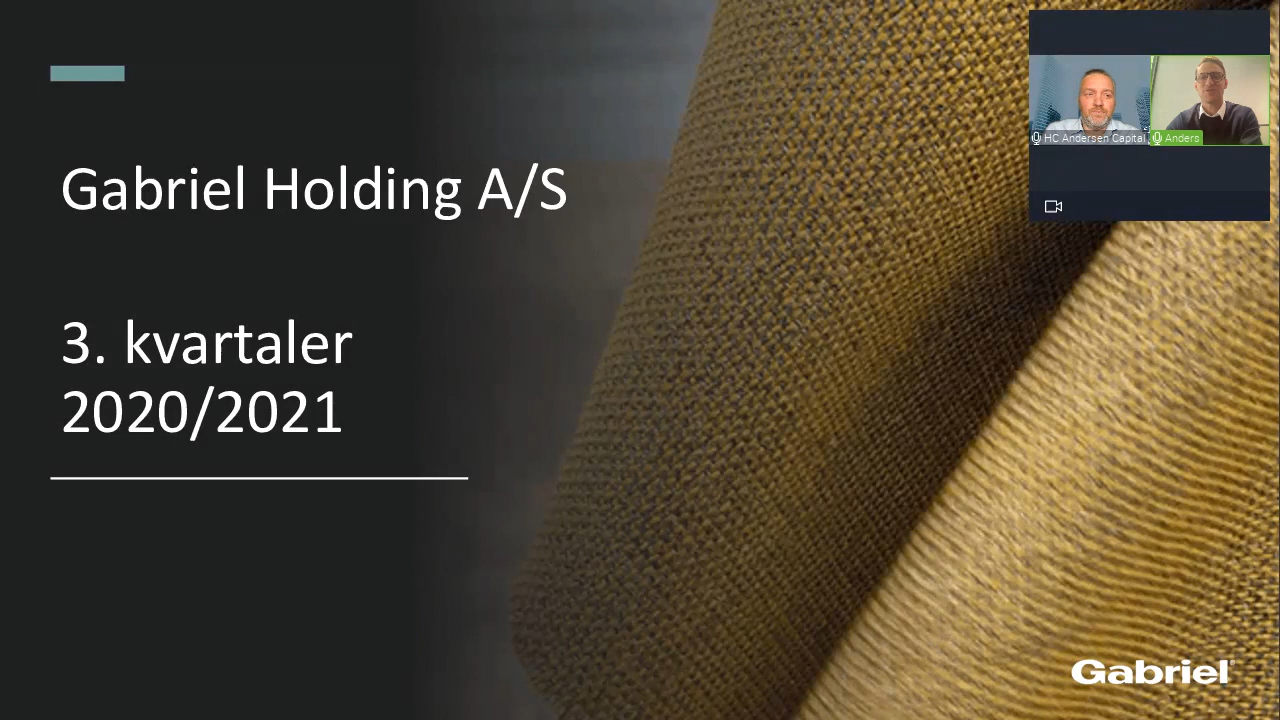 Gabriel Holding A/S
3. kvartaler
2020/2021
HC Andersen Capital
Anders
Gabriel